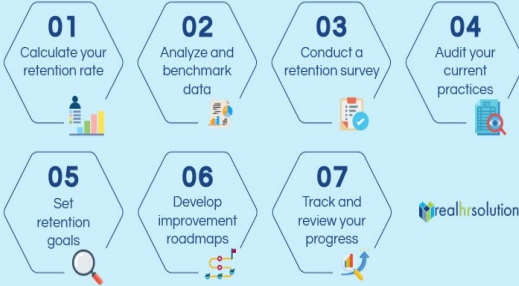 01
Calculate your
retention rate
02
Analyze and
benchmark
data
03
Conduct a
retention survey
04
Audit your
current
practices
05
Set
retention
goals
06
Develop
improvement
roadmaps
07
Track and
review your
progress
realhrsolution